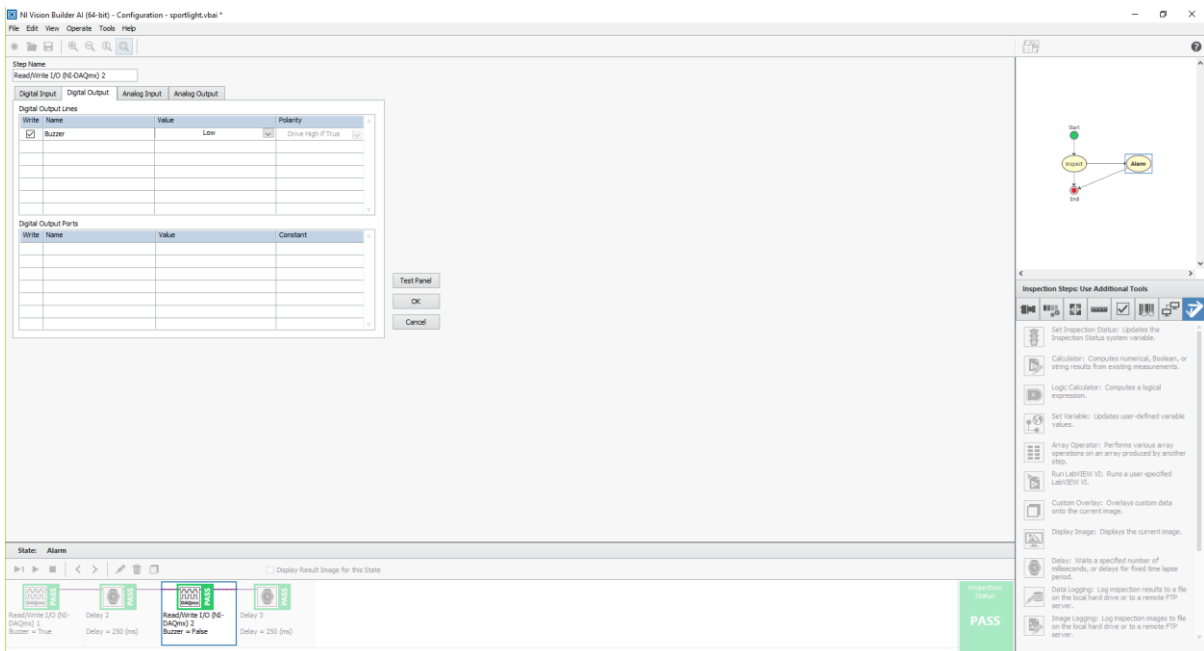 NI Vision Builder AI (64-bit) - Configuration - sportlight.vbai *
File Edit View Operate Tools Help
Step Name
Read/Write I/O (NI-DAQmx) 2
Digital Input Digital Output Analog Input Analog Output
Digital Output Lines
Write Name Value Polarity
Buzzer Low Drive High if True
Digital Output Ports
Write Name Value Constant
Test Panel
OK
Cancel
Start
Inspect
Alarm
End
Inspection Steps: Use Additional Tools
Set Inspection Status: Updates the
Inspection Status system variable.
Calculator: Computes numerical, Boolean, or
string results from existing measurements.
Logic Calculator: Computes a logical
expression.
Set Variable: Updates user-defined variable
values.
Array Operator: Performs various array
operations on an array produced by another
step.
Run LabVIEW VI: Runs a user-specified
LabVIEW VI.
Custom Overlay: Overlays custom data
onto the current image.
Display Image: Displays the current image.
Delay: Waits a specified number of
milliseconds, or delays for fixed time lapse
period.
Data Logging: Log inspection results to a file
on the local hard drive or to a remote FTP
server.
Image Logging: Log inspection images to file
on the local hard drive or to a remote FTP
server.
State: Alarm
Display Result Image for this State
DAQmx PASS
Read/Write I/O (NI-
DAQmx) 1
Buzzer = True
PASS
Delay 2
Delay = 250 (ms)
DAQmx PASS
Read/Write I/O (NI-
DAQmx) 2
Buzzer = False
PASS
Delay 3
Delay = 250 (ms)
Inspection
Status
PASS